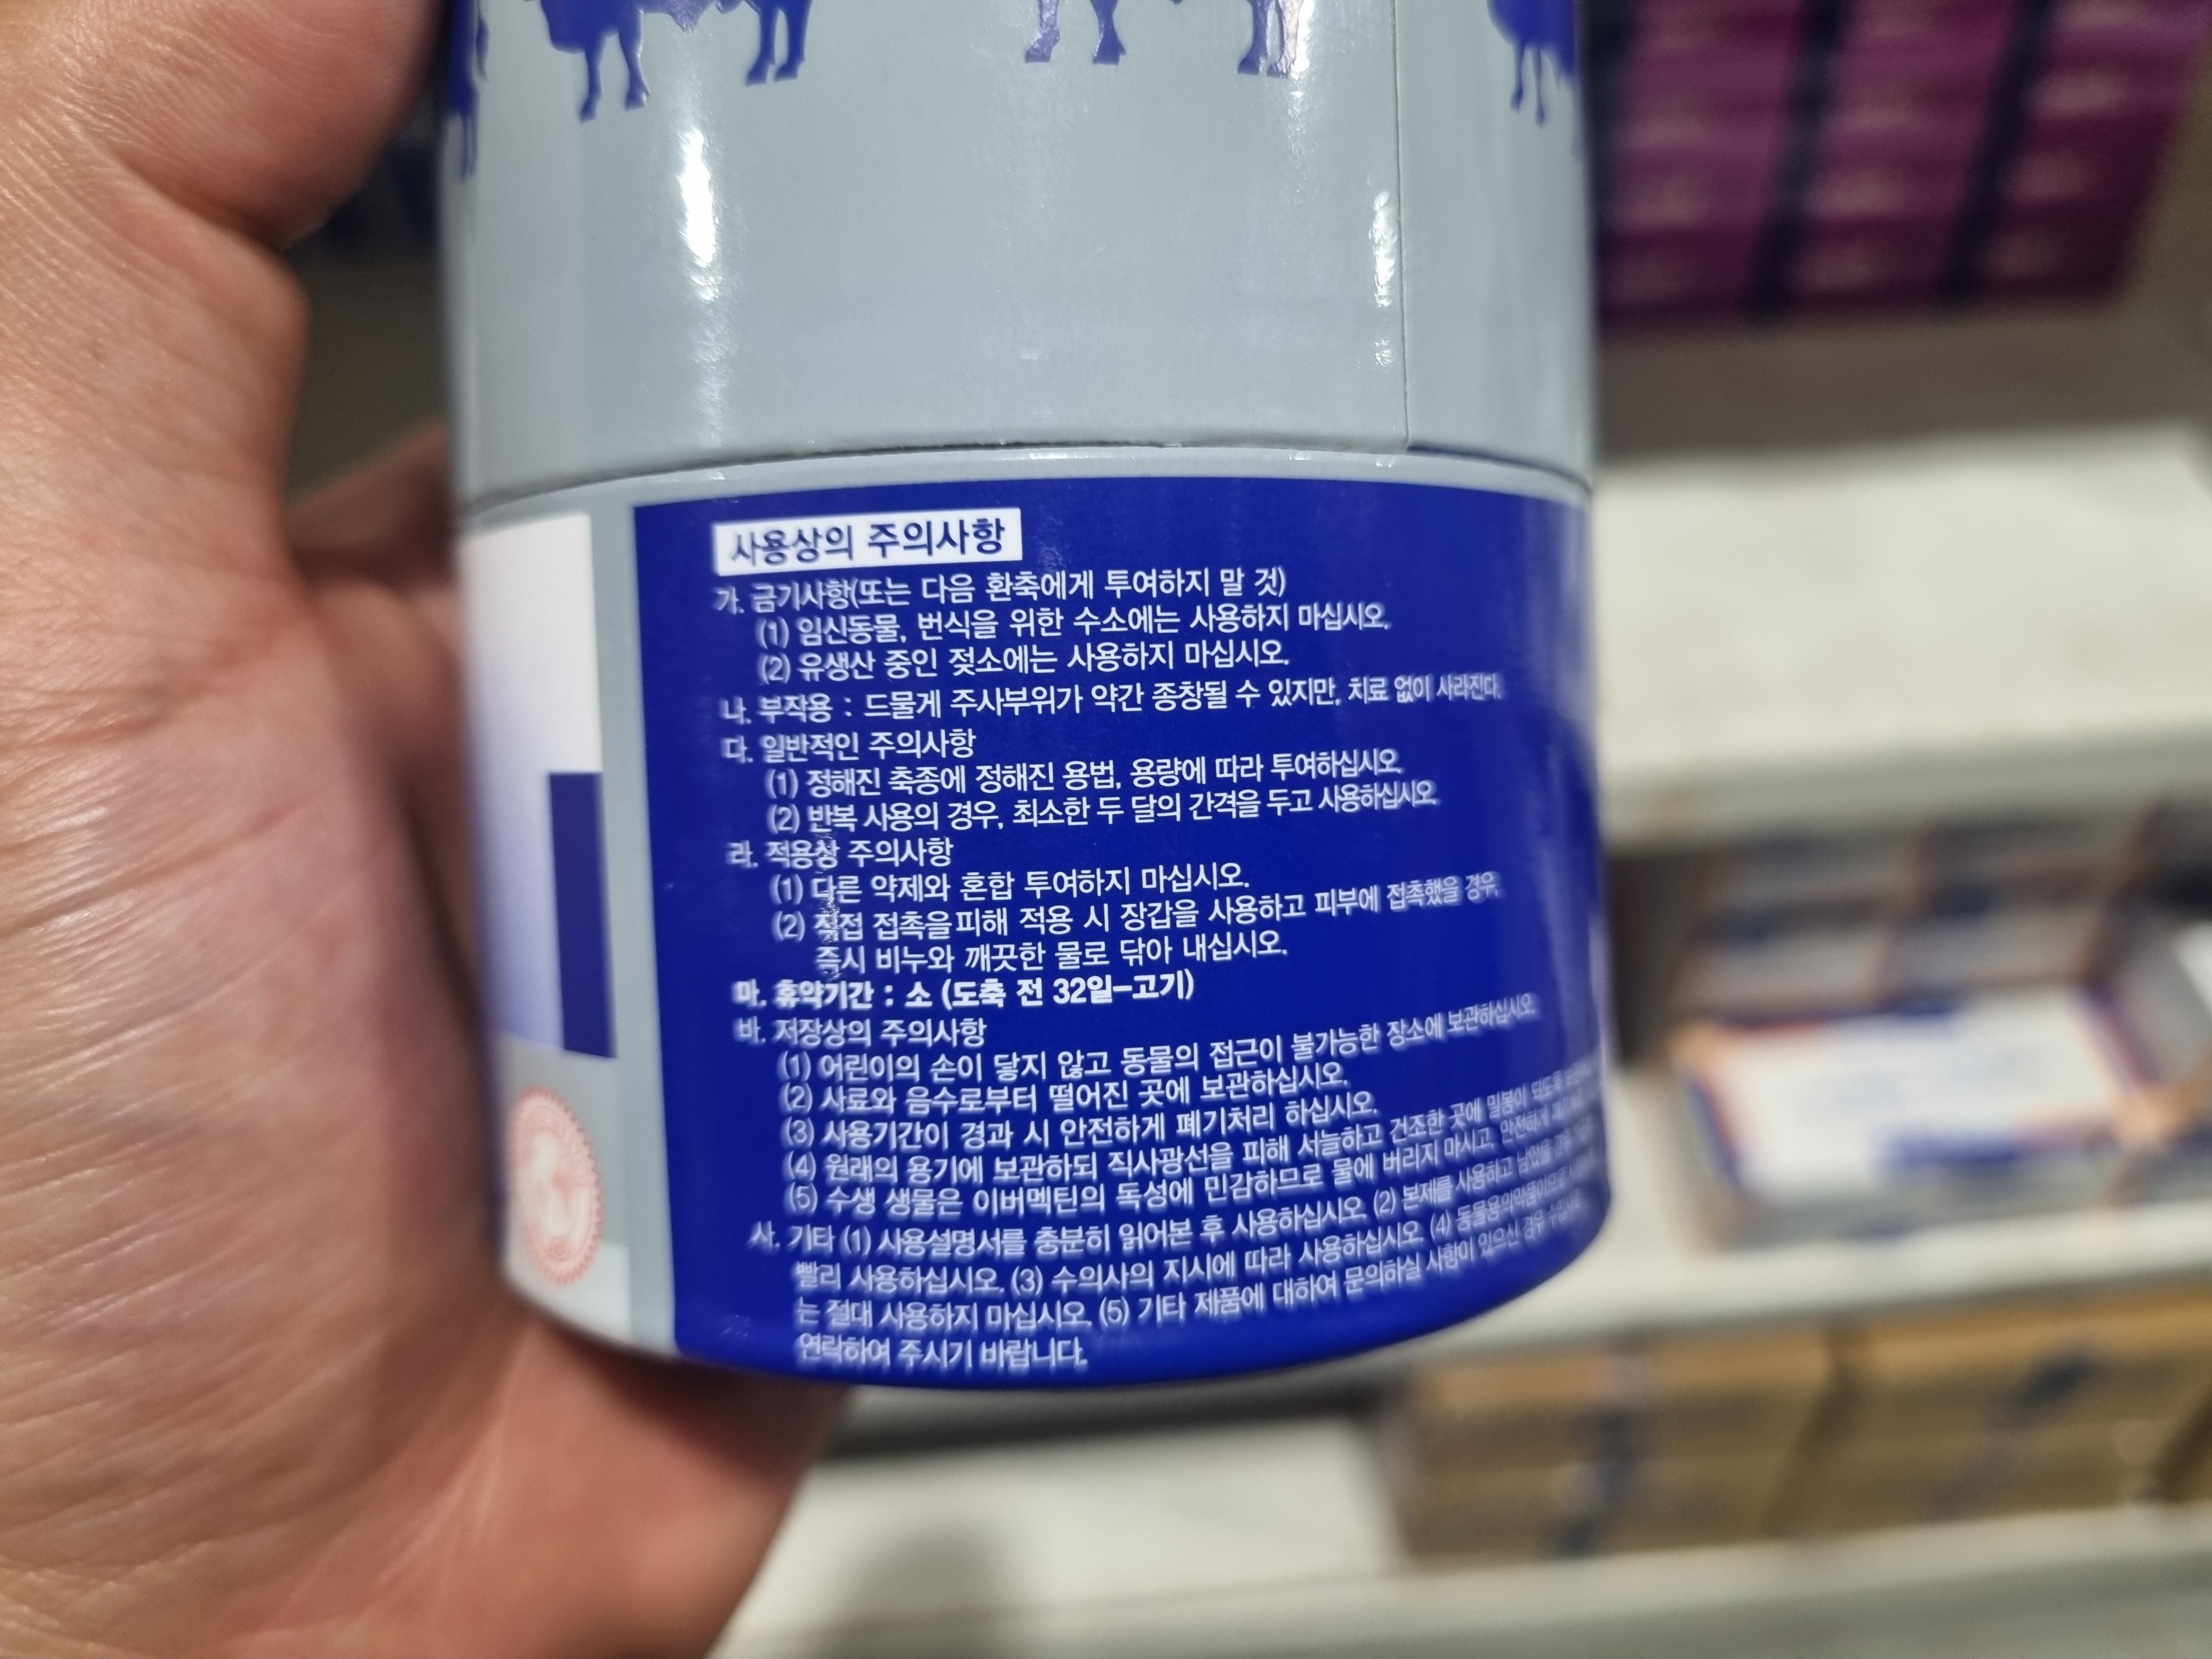 사용상의 주의사항
가. 금기사항(또는 다음 환축에게 투여하지 말 것)
(1) 임신동물, 번식을 위한 수소에는 사용하지 마십시오.
(2) 유생산 중인 젖소에는 사용하지 마십시오.
나. 부작용 : 드물게 주사부위가 약간 종창될 수 있지만, 치료 없이 사라진다.
다. 일반적인 주의사항
(1) 정해진 축종에 정해진 용법, 용량에 따라 투여하십시오.
(2) 반복 사용의 경우, 최소한 두 달의 간격을 두고 사용하십시오.
라. 적용상 주의사항
(1) 다른 약제와 혼합 투여하지 마십시오.
(2) 직접 접촉을 피해 적용 시 장갑을 사용하고 피부에 접촉했을 경우,
즉시 비누와 깨끗한 물로 닦아 내십시오.
마. 휴약기간 : 소 (도축 전 32일-고기)
바. 저장상의 주의사항
(1) 어린이의 손이 닿지 않고 동물의 접근이 불가능한 장소에 보관하십시오.
(2) 사료와 음수로부터 떨어진 곳에 보관하십시오.
(3) 사용기간이 경과 시 안전하게 폐기처리 하십시오.
(4) 원래의 용기에 보관하되 직사광선을 피해 서늘하고 건조한 곳에 밀봉이 되도록
(5) 수생 생물은 이버멕틴의 독성에 민감하므로 물에 버리지 마시고, 안전하게
사. 기타 (1) 사용설명서를 충분히 읽어본 후 사용하십시오. (2) 본제를 사용하고 남았을 경우
빨리 사용하십시오. (3) 수의사의 지시에 따라 사용하십시오. (4) 동물용의약품이므로
는 절대 사용하지 마십시오. (5) 기타 제품에 대하여 문의하실 사항이 있으신 경우
연락하여 주시기 바랍니다.